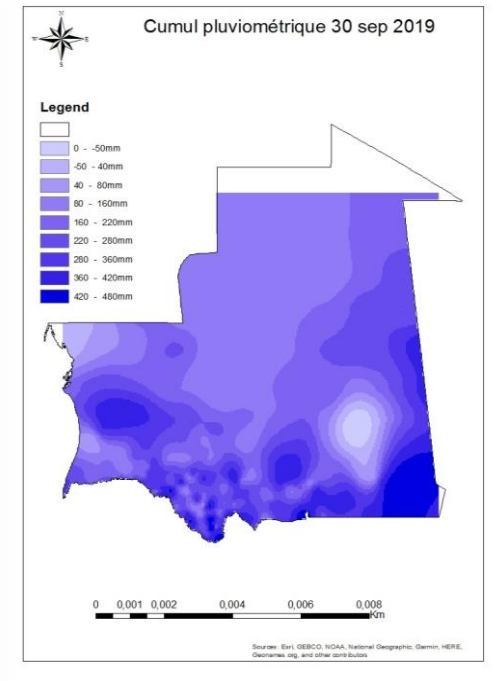 Cumul pluviométrique 30 sep 2019
N
W
E
S
Legend
0 - -50mm
-50 - 40mm
40 - 80mm
80 - 160mm
160 - 220mm
220 - 280mm
280 - 360mm
360 - 420mm
420 - 480mm
0 0,001 0,002 0,004 0,006 0,008
Km
Sources: Esri, GEBCO, NOAA, National Geographic, Garmin, HERE,
Geonames.org, and other contributors